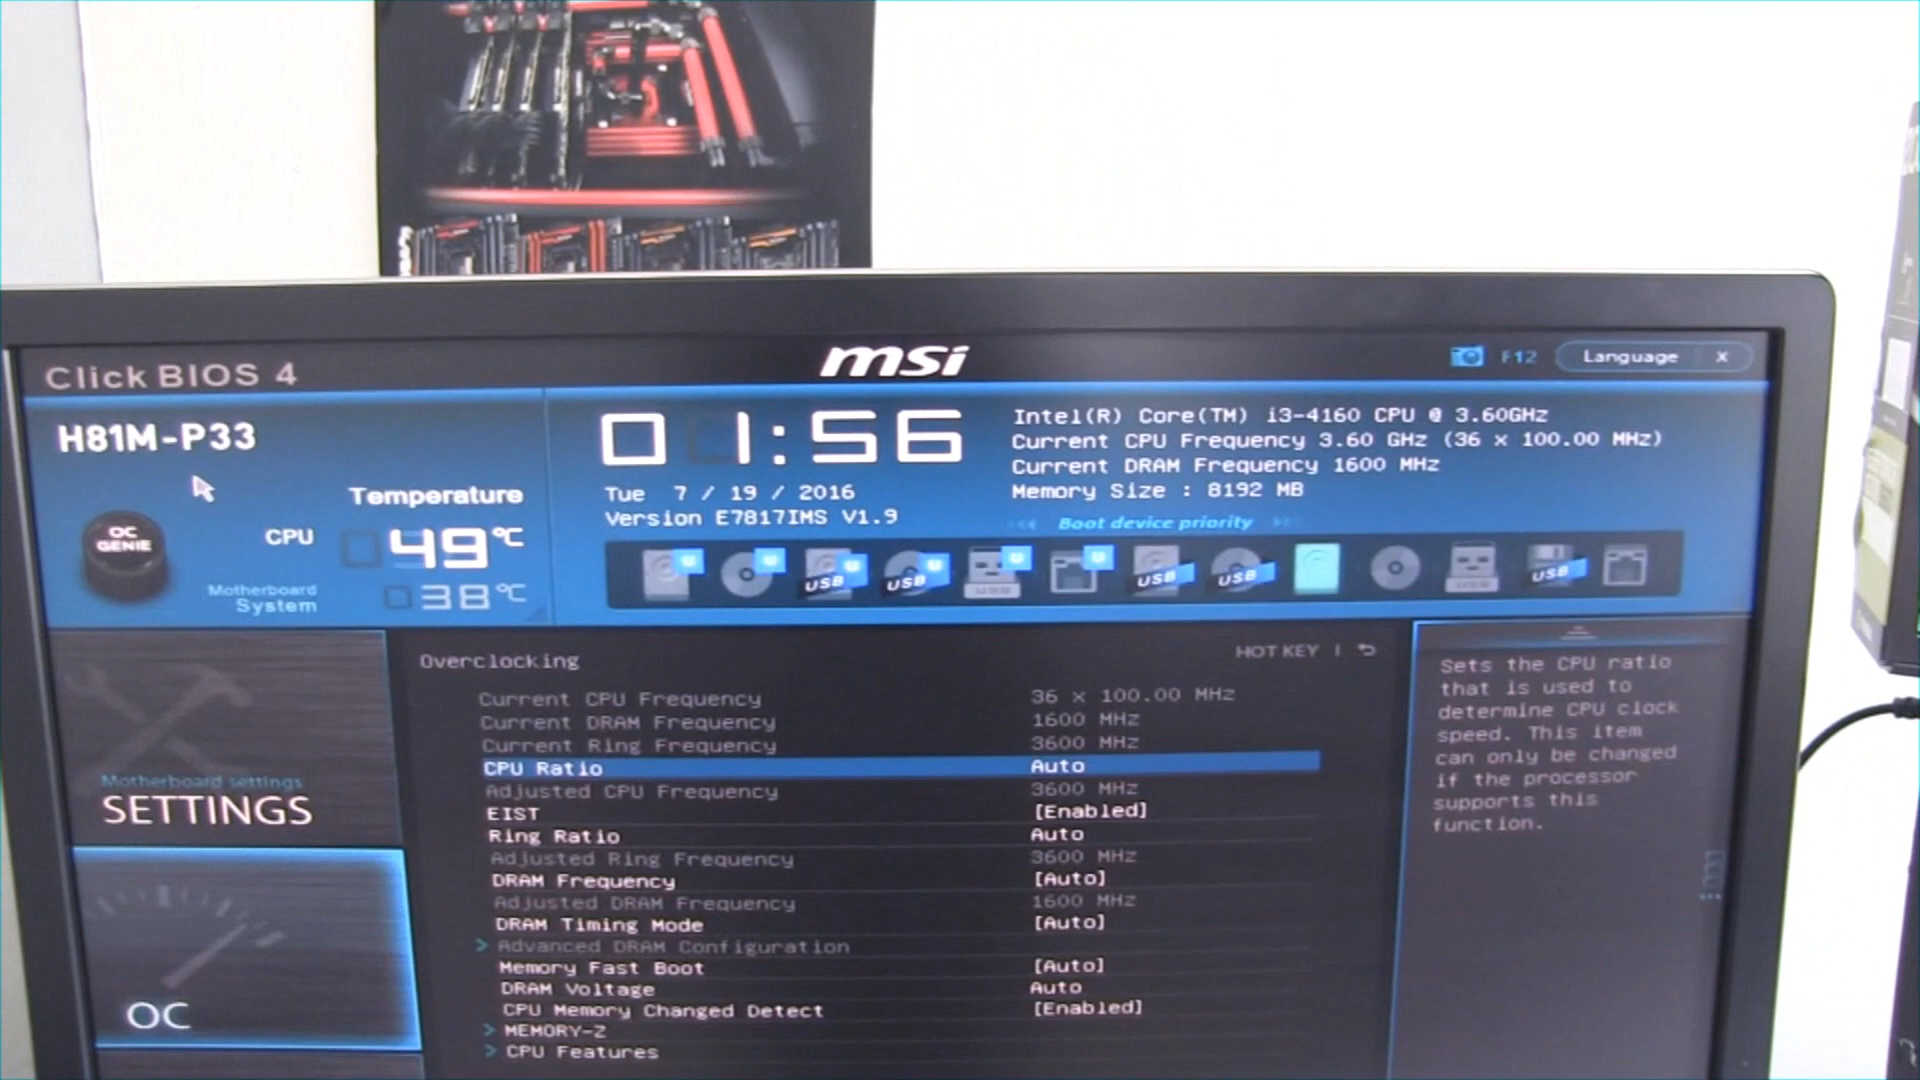 Click BIOS 4
msi
F12
Language X
H81M-P33
01:56
Intel(R) Core(TM) i3-4160 CPU @ 3.60GHz
Current CPU Frequency 3.60 GHz (36 x 100.00 MHz)
Current DRAM Frequency 1600 MHz
Memory Size : 8192 MB
Tue 7 / 19 / 2016
Version E7817IMS V1.9
Temperature
OC GENIE
CPU 49°C
Motherboard
System 38°C
Boot device priority
U U USB U USB U USB U U USB USB USB USB
Overclocking
HOT KEY
Current CPU Frequency 36 x 100.00 MHz
Current DRAM Frequency 1600 MHz
Current Ring Frequency 3600 MHz
CPU Ratio Auto
Adjusted CPU Frequency 3600 MHz
EIST [Enabled]
Ring Ratio Auto
Adjusted Ring Frequency 3600 MHz
DRAM Frequency [Auto]
Adjusted DRAM Frequency 1600 MHz
DRAM Timing Mode [Auto]
> Advanced DRAM Configuration
Memory Fast Boot [Auto]
DRAM Voltage Auto
CPU Memory Changed Detect [Enabled]
> MEMORY-Z
> CPU Features
Motherboard settings
SETTINGS
OC
Sets the CPU ratio
that is used to
determine CPU clock
speed. This item
can only be changed
if the processor
supports this
function.